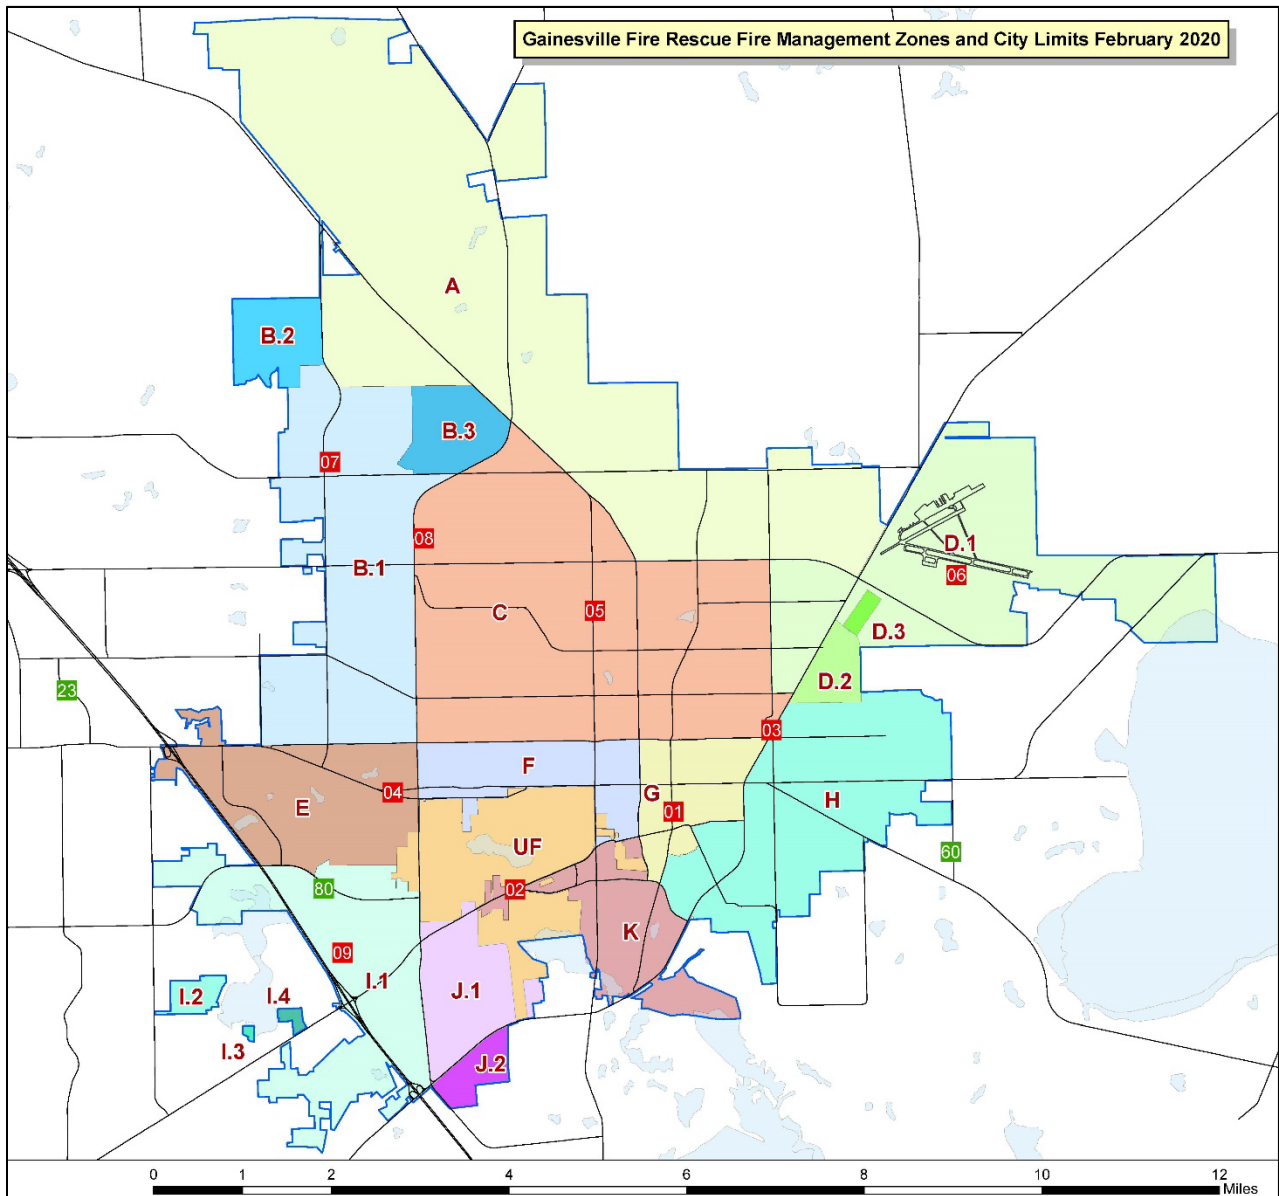 Gainesville Fire Rescue Fire Management Zones and City Limits February 2020
A
B.2
B.3
07
08
D.1
06
B.1
C
05
D.3
D.2
23
03
F
04
E
G
H
01
UF
60
80
02
K
09
I.1
J.1
I.2
I.4
I.3
J.2
0 1 2 4 6 8 10 12
Miles